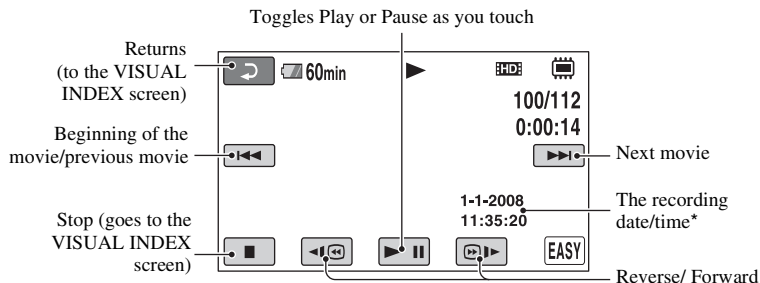 Toggles Play or Pause as you touch
Returns
(to the VISUAL
INDEX screen)
60min
HD
100/112
0:00:14
Beginning of the
movie/previous movie
Next movie
1-1-2008
11:35:20
The recording
date/time*
Stop (goes to the
VISUAL INDEX
screen)
EASY
Reverse/ Forward